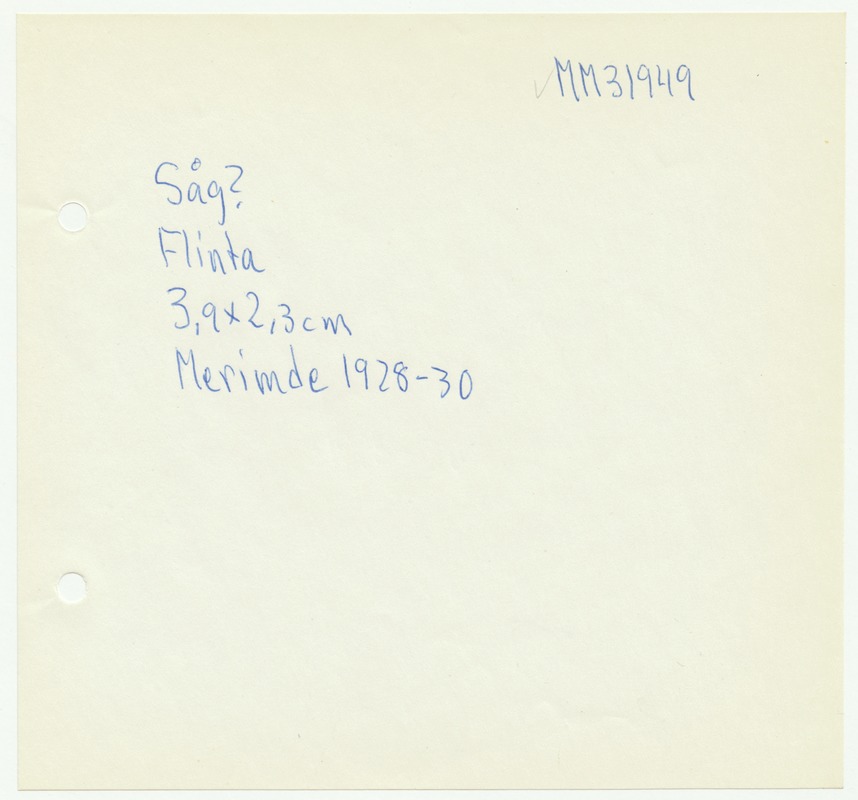 MM31949
Såg?
Flinta
3,9x2,3cm
Merimde 1928-30